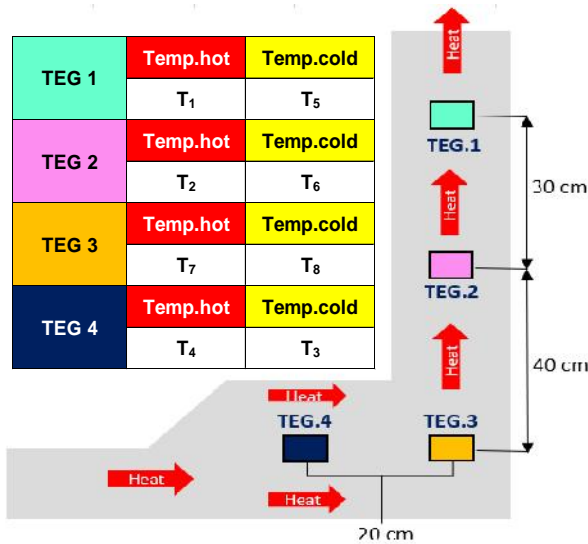 Heat
TEG 1
Temp.hot Temp.cold
T₁ T₅
TEG 2
Temp.hot Temp.cold
T₂ T₆
TEG 3
Temp.hot Temp.cold
T₇ T₈
TEG 4
Temp.hot Temp.cold
T₄ T₃
TEG.1
30 cm
Heat
TEG.2
Heat
40 cm
Heat
TEG.4 TEG.3
Heat
Heat
20 cm